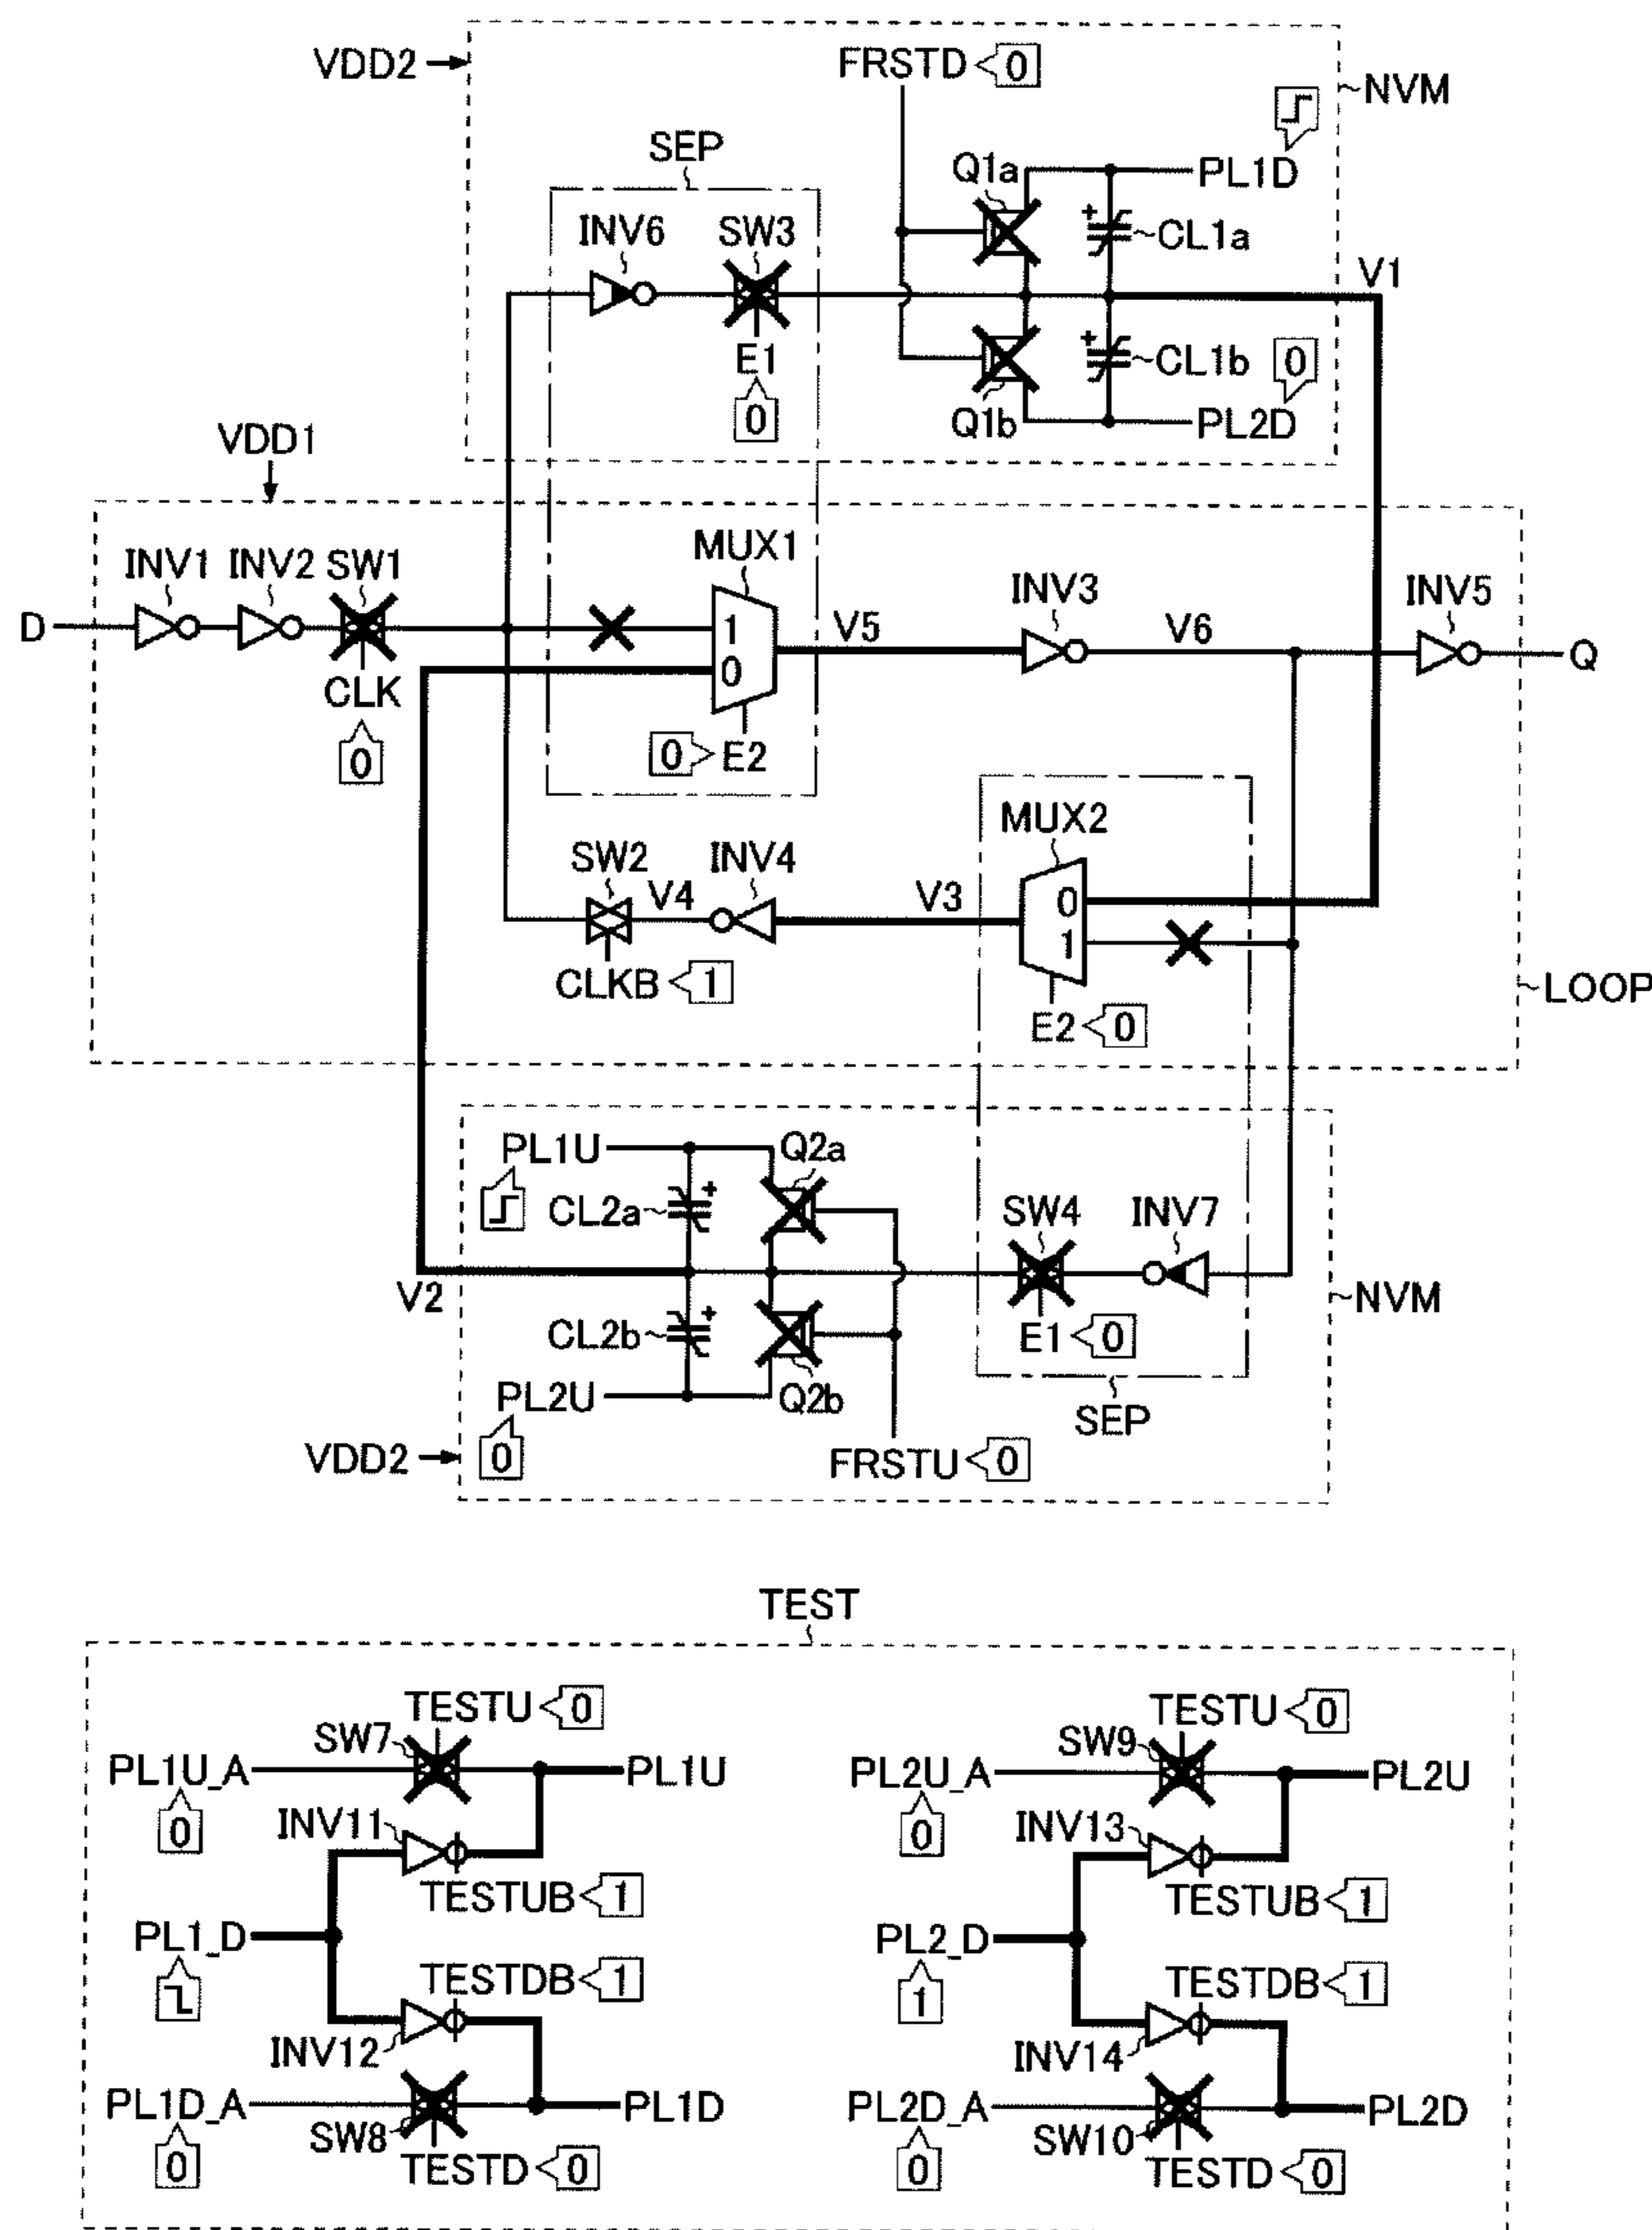 VDD2
FRSTD 0
NVM
SEP
Q1a
PL1D
INV6
SW3
+
CL1a
V1
E1
0
+
CL1b
0
Q1b
PL2D
VDD1
MUX1
INV1
INV2
SW1
INV3
INV5
D
1
V5
V6
0
Q
CLK
0
0 E2
MUX2
SW2
INV4
V4
V3
0
1
CLKB 1
LOOP
E2 0
PL1U
Q2a
CL2a
+
SW4
INV7
V2
NVM
CL2b
+
E1 0
PL2U
Q2b
SEP
VDD2
0
FRSTU 0
TEST
TESTU 0
SW7
PL1U_A
PL1U
0
INV11
TESTUB 1
PL1_D
TESTDB 1
INV12
PL1D_A
PL1D
SW8
0
TESTD 0
TESTU 0
SW9
PL2U_A
PL2U
0
INV13
TESTUB 1
PL2_D
1
TESTDB 1
INV14
PL2D_A
PL2D
SW10
0
TESTD 0